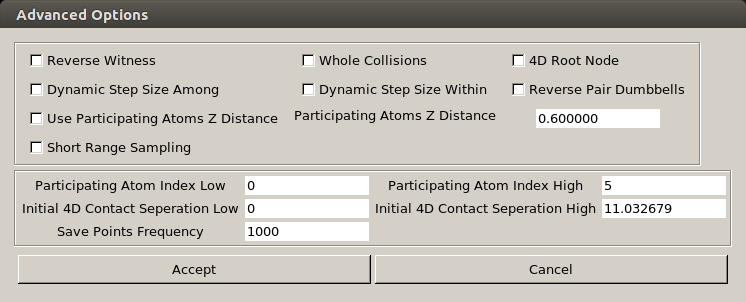 Advanced Options
Reverse Witness Whole Collisions 4D Root Node
Dynamic Step Size Among Dynamic Step Size Within Reverse Pair Dumbbells
Use Participating Atoms Z Distance Participating Atoms Z Distance 0.600000
Short Range Sampling
Participating Atom Index Low 0 Participating Atom Index High 5
Initial 4D Contact Seperation Low 0 Initial 4D Contact Seperation High 11.032679
Save Points Frequency 1000
Accept Cancel